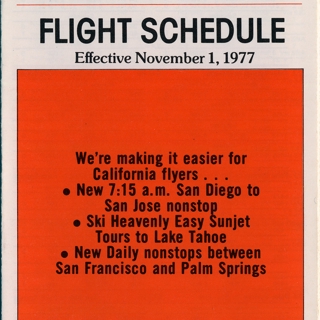 FLIGHT SCHEDULE
Effective November 1, 1977
We're making it easier for
California flyers . . .
● New 7:15 a.m. San Diego to
San Jose nonstop
● Ski Heavenly Easy Sunjet
Tours to Lake Tahoe
● New Daily nonstops between
San Francisco and Palm Springs